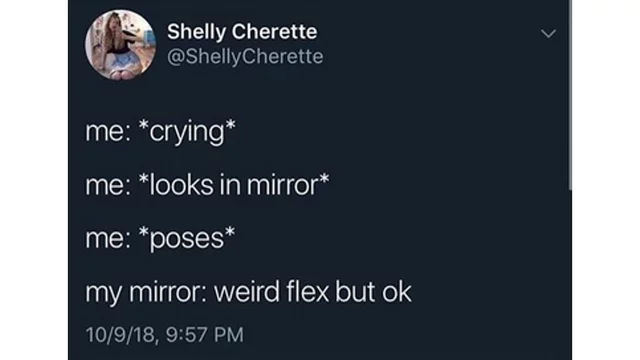 Shelly Cherette
@ShellyCherette
me: *crying*
me: *looks in mirror*
me: *poses*
my mirror: weird flex but ok
10/9/18, 9:57 PM